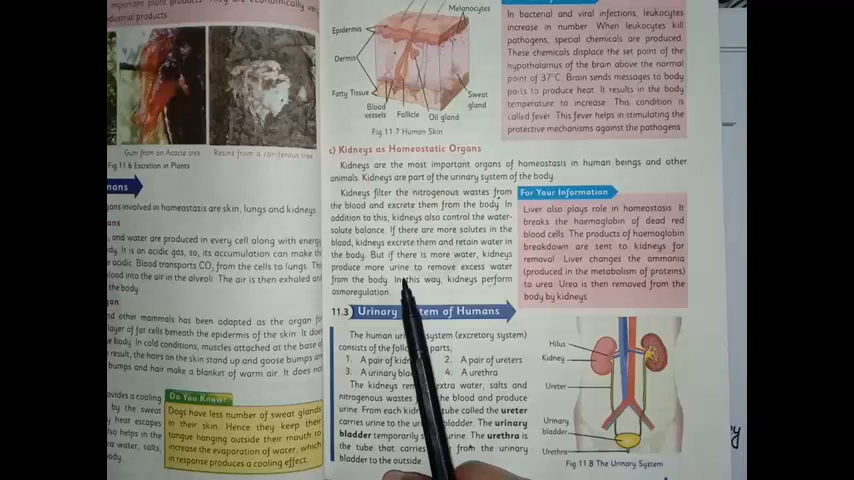 important plant products. They are economically very
industrial products
Gum from an Acacia tree
Resins from a coniferous tree
Fig 11.6 Excretion in Plants
mans
gans involved in homeostasis are skin, lungs and kidneys
ans
and water are produced in every cell along with energy
dy. It is an acidic gas, so, its accumulation can make the
acidic. Blood transports CO2 from the cells to lungs. Th
blood into the air in the alveoli. The air is then exhaled an
the body.
gan
nd other mammals has been adapted as the organ for
layer of fat cells beneath the epidermis of the skin. It does
body. In cold conditions, muscles attached at the base of
result, the hairs on the skin stand up and goose bumps ar
bumps and hair make a blanket of warm air. It does not
ovides a cooling
by the sweat
y heat escapes
so helps in the
a water, salts,
ody.
Do You Know?
Dogs have less number of sweat glands
in their skin. Hence they keep their
tongue hanging outside their mouth to
increase the evaporation of water, which
in response produces a cooling effect.
Melanocytes
Epidermis
Dermis
Fatty Tissue
Blood vessels
Follicle
Oil gland
Sweat gland
Fig 11.7 Human Skin
In bacterial and viral infections, leukocytes
increase in number. When leukocytes kill
pathogens, special chemicals are produced.
These chemicals displace the set point of the
hypothalamus of the brain above the normal
point of 37°C. Brain sends messages to body
parts to produce heat. It results in the body
temperature to increase. This condition is
called fever. This fever helps in stimulating the
protective mechanisms against the pathogens
c) Kidneys as Homeostatic Organs
Kidneys are the most important organs of homeostasis in human beings and other
animals. Kidneys are part of the urinary system of the body.
Kidneys filter the nitrogenous wastes from
the blood and excrete them from the body. In
addition to this, kidneys also control the water-
solute balance. If there are more salutes in the
blood, kidneys excrete them and retain water in
the body. But if there is more water, kidneys
produce more urine to remove excess water
from the body. In this way, kidneys perform
osmoregulation.
For Your Information
Liver also plays role in homeostasis. It
breaks the haemoglobin of dead red
blood cells. The products of haemoglobin
breakdown are sent to kidneys for
removal. Liver changes the ammonia
(produced in the metabolism of proteins)
to urea. Urea is then removed from the
body by kidneys
11.3 Urinary System of Humans
The human system (excretory system)
consists of the parts,
1. A pair of 2. A pair of ureters
3. A urinary 4. A urethra
The kidneys extra water, salts and
nitrogenous wastes the blood and produce
urine. From each tube called the ureter
carries urine to the bladder. The urinary
bladder temporarily urine. The urethra is
the tube that carries from the urinary
bladder to the outside.
Hilus
Kidney
Ureter
Urinary bladder
Urethra
Fig 11.8 The Urinary System